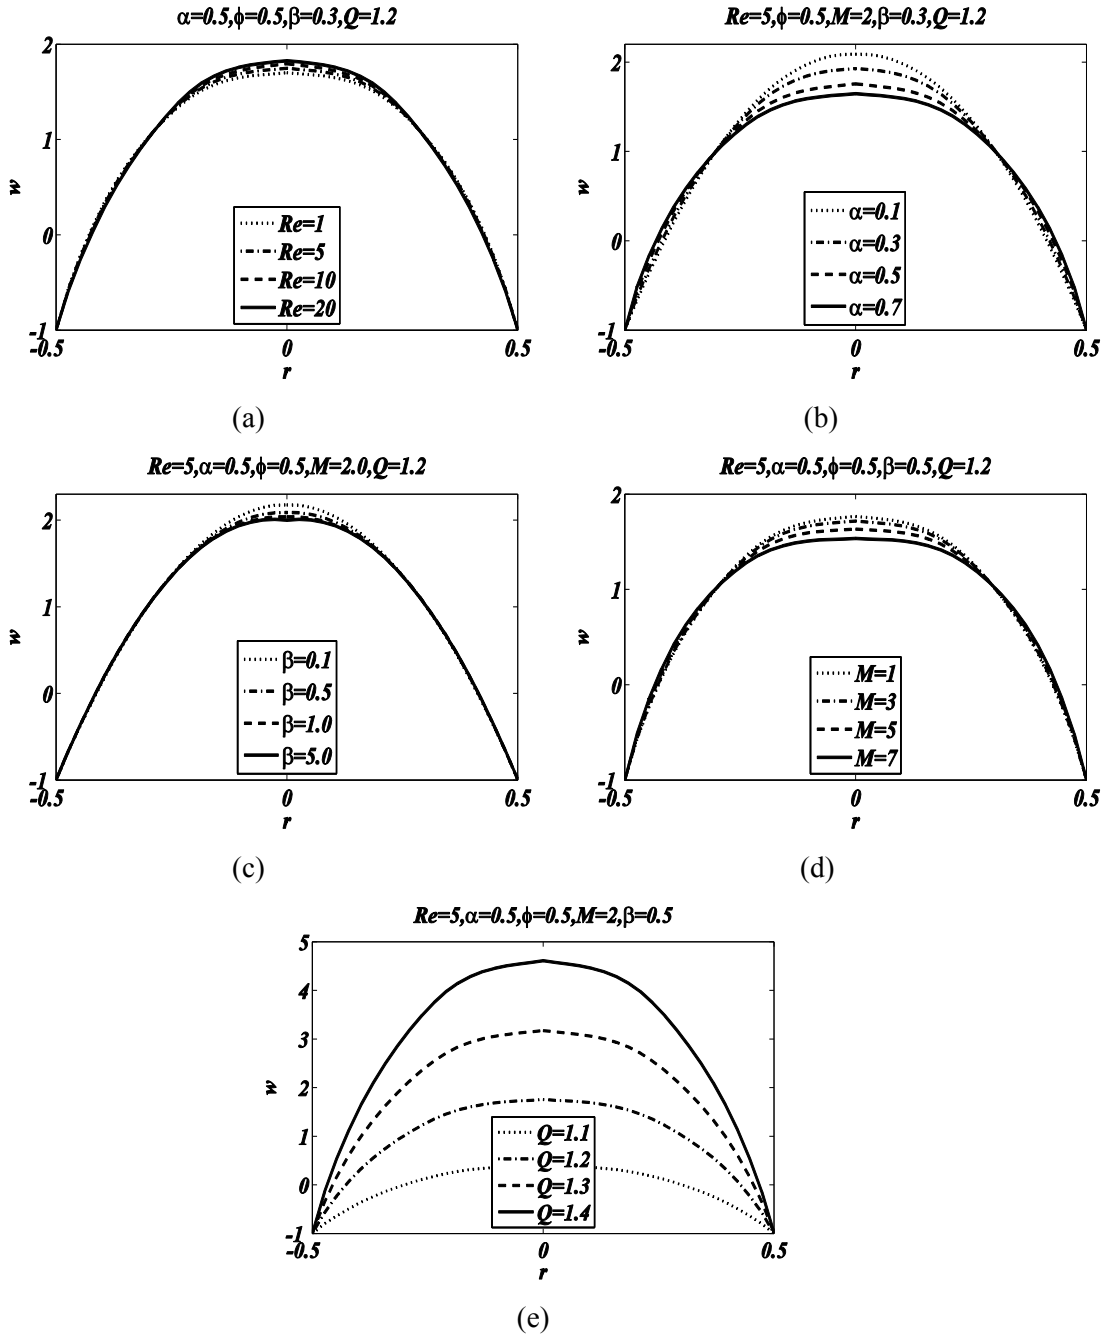 α=0.5,ϕ=0.5,β=0.3,Q=1.2
2
1
0
-1
w
Re=1
Re=5
Re=10
Re=20
-0.5 0 0.5
r
(a)
Re=5,ϕ=0.5,M=2,β=0.3,Q=1.2
2
1
0
-1
w
α=0.1
α=0.3
α=0.5
α=0.7
-0.5 0 0.5
r
(b)
Re=5,α=0.5,ϕ=0.5,M=2.0,Q=1.2
2
1
0
-1
w
β=0.1
β=0.5
β=1.0
β=5.0
-0.5 0 0.5
r
(c)
Re=5,α=0.5,ϕ=0.5,β=0.5,Q=1.2
2
1
0
-1
w
M=1
M=3
M=5
M=7
-0.5 0 0.5
r
(d)
Re=5,α=0.5,ϕ=0.5,M=2,β=0.5
5
4
3
2
1
0
-1
w
Q=1.1
Q=1.2
Q=1.3
Q=1.4
-0.5 0 0.5
r
(e)